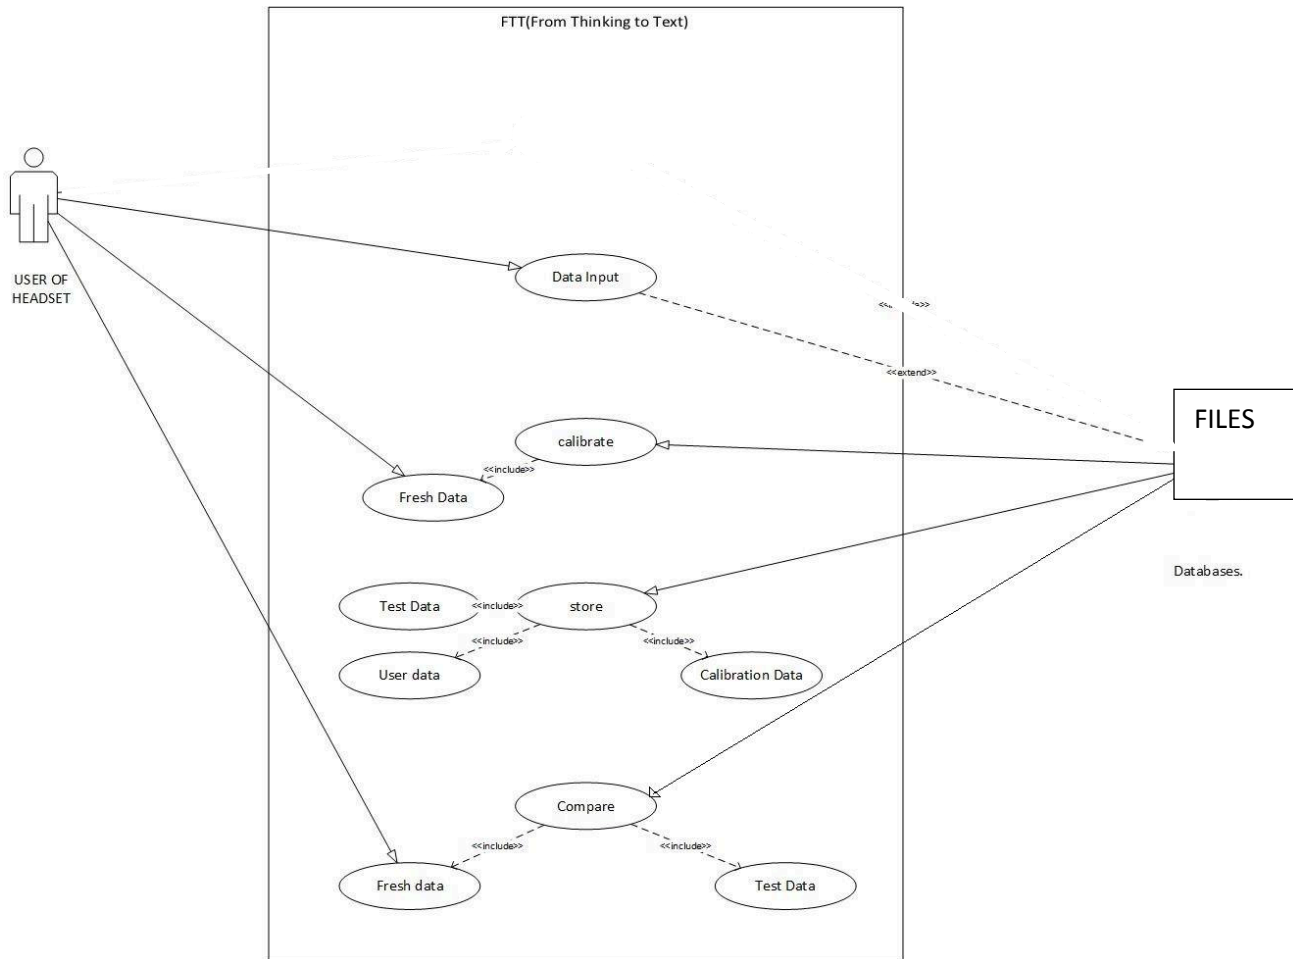 FTT(From Thinking to Text)
USER OF
HEADSET
Data Input
<<extend>>
FILES
calibrate
<<include>>
Fresh Data
Databases.
Test Data
<<include>>
store
<<include>>
<<include>>
User data
Calibration Data
Compare
<<include>>
<<include>>
Fresh data
Test Data